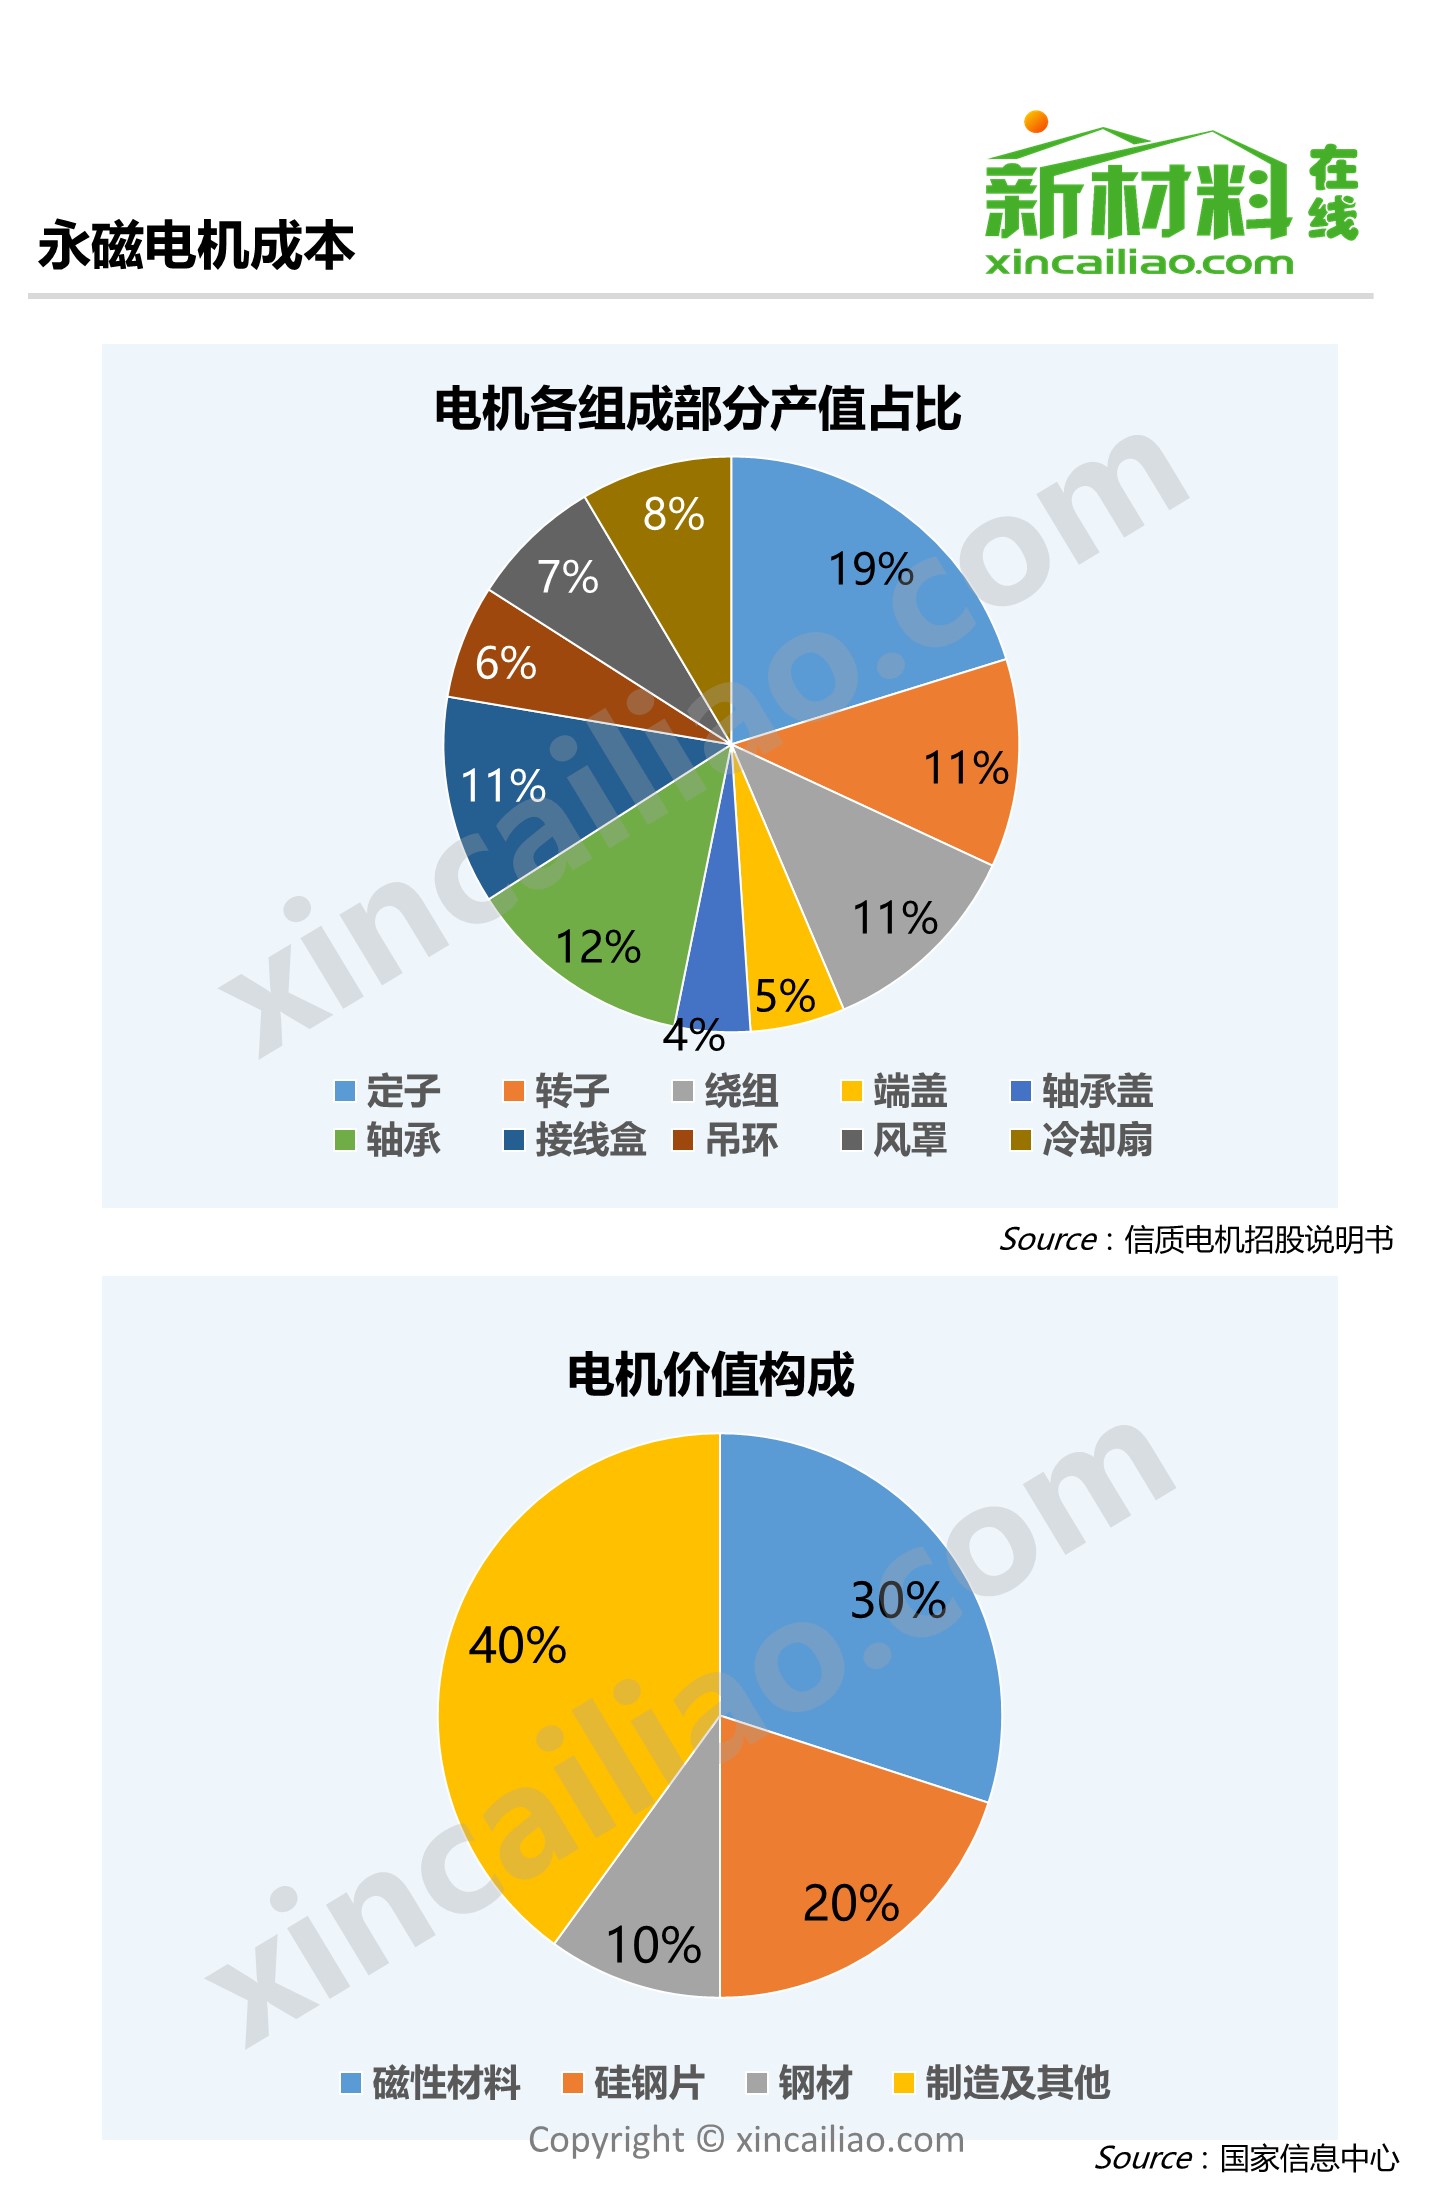 新材料在线
xincailiao.com
永磁电机成本
电机各组成部分产值占比
8%
19%
7%
6%
11%
11%
11%
12%
5%
4%
定子 转子 绕组 端盖 轴承盖
轴承 接线盒 吊环 风罩 冷却扇
xincailiao.com
Source：信质电机招股说明书
电机价值构成
30%
40%
20%
10%
xincailiao.com
磁性材料 硅钢片 钢材 制造及其他
Copyright © xincailiao.com
Source：国家信息中心